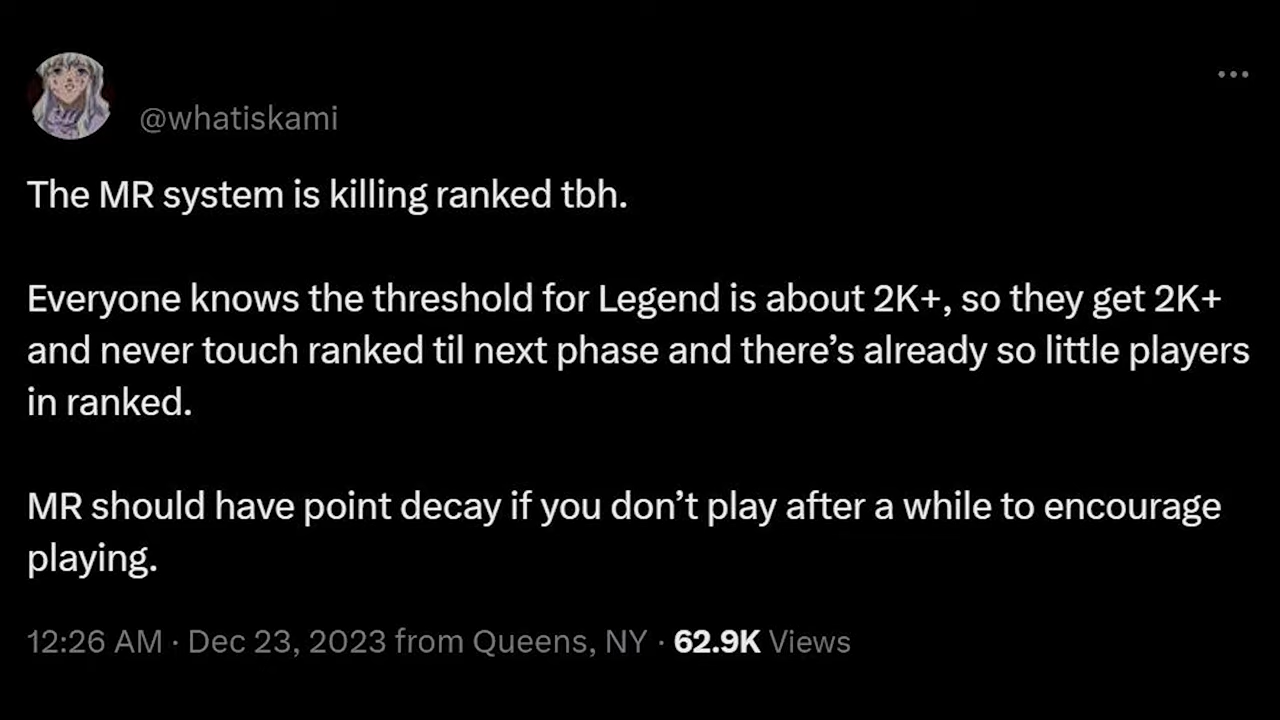 @whatiskami
The MR system is killing ranked tbh.
Everyone knows the threshold for Legend is about 2K+, so they get 2K+
and never touch ranked til next phase and there’s already so little players
in ranked.
MR should have point decay if you don’t play after a while to encourage
playing.
12:26 AM · Dec 23, 2023 from Queens, NY · 62.9K Views